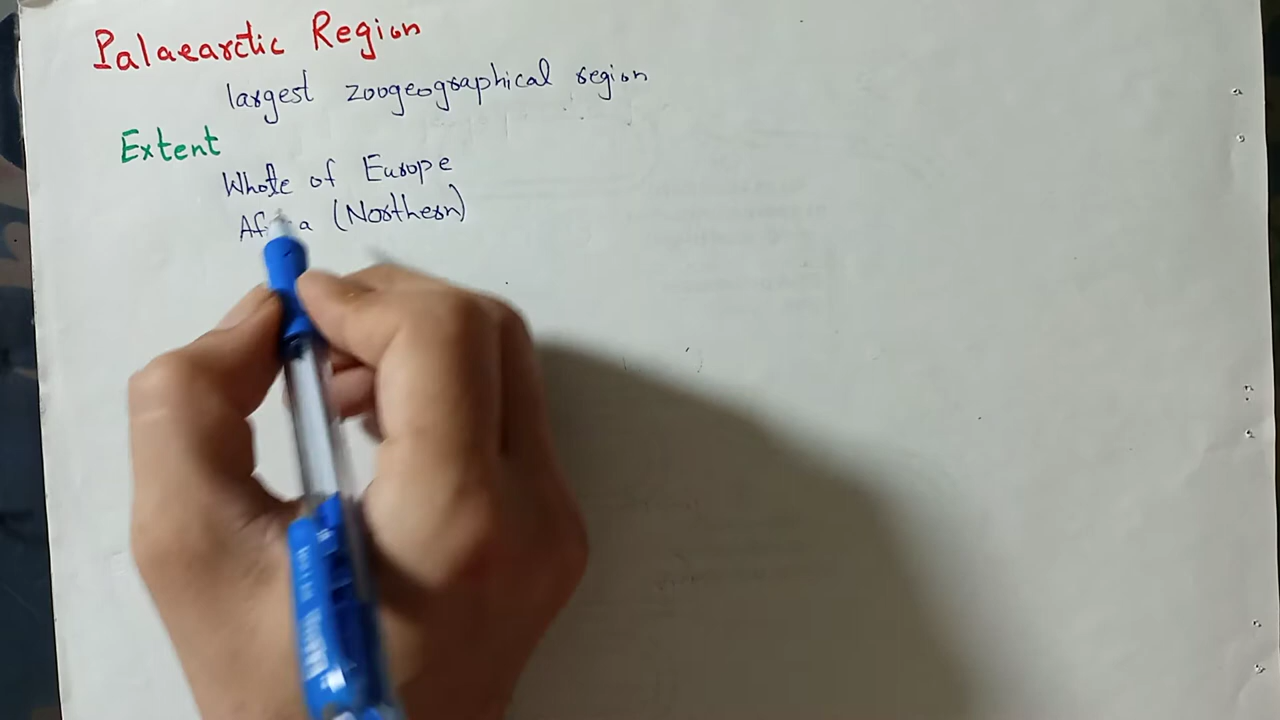 Palaearctic Region
largest zoogeographical region
Extent
Whole of Europe
(Northern)